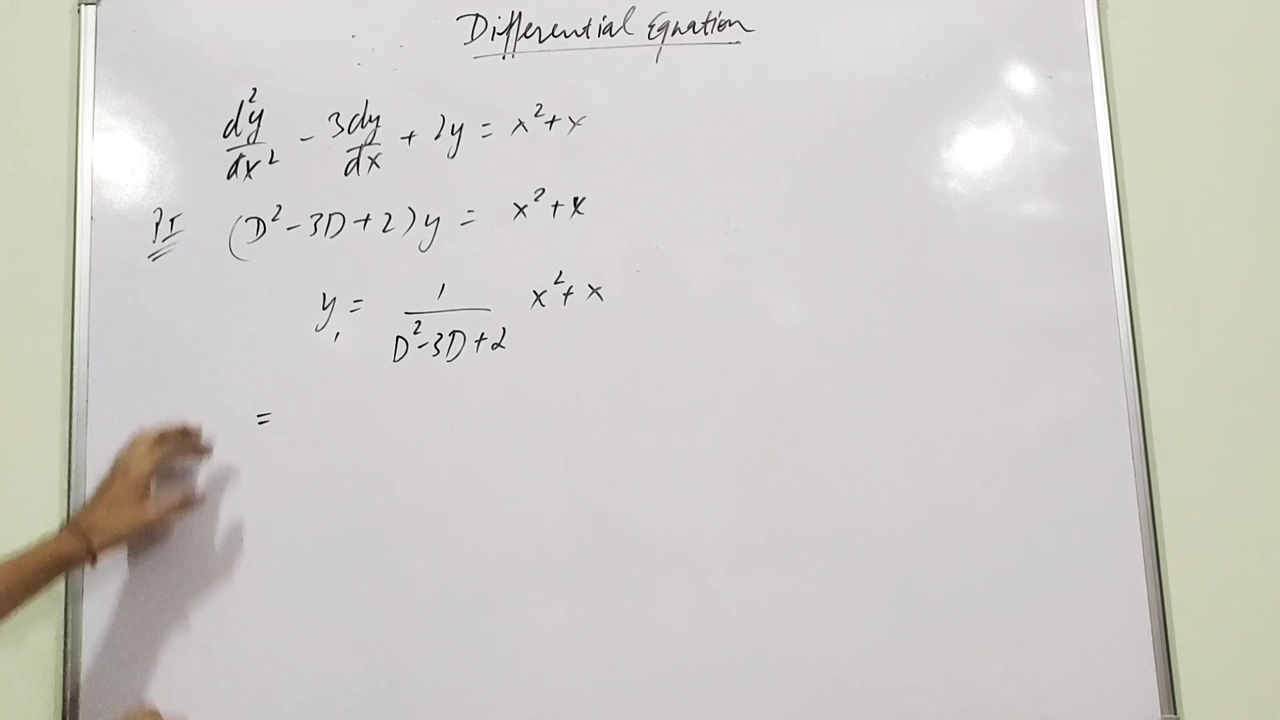 Differential Equation
d²y/dx² - 3dy/dx + 2y = x² + x
PI (D² - 3D + 2)y = x² + x
y₁ = 1/(D² - 3D + 2) x² + x
=